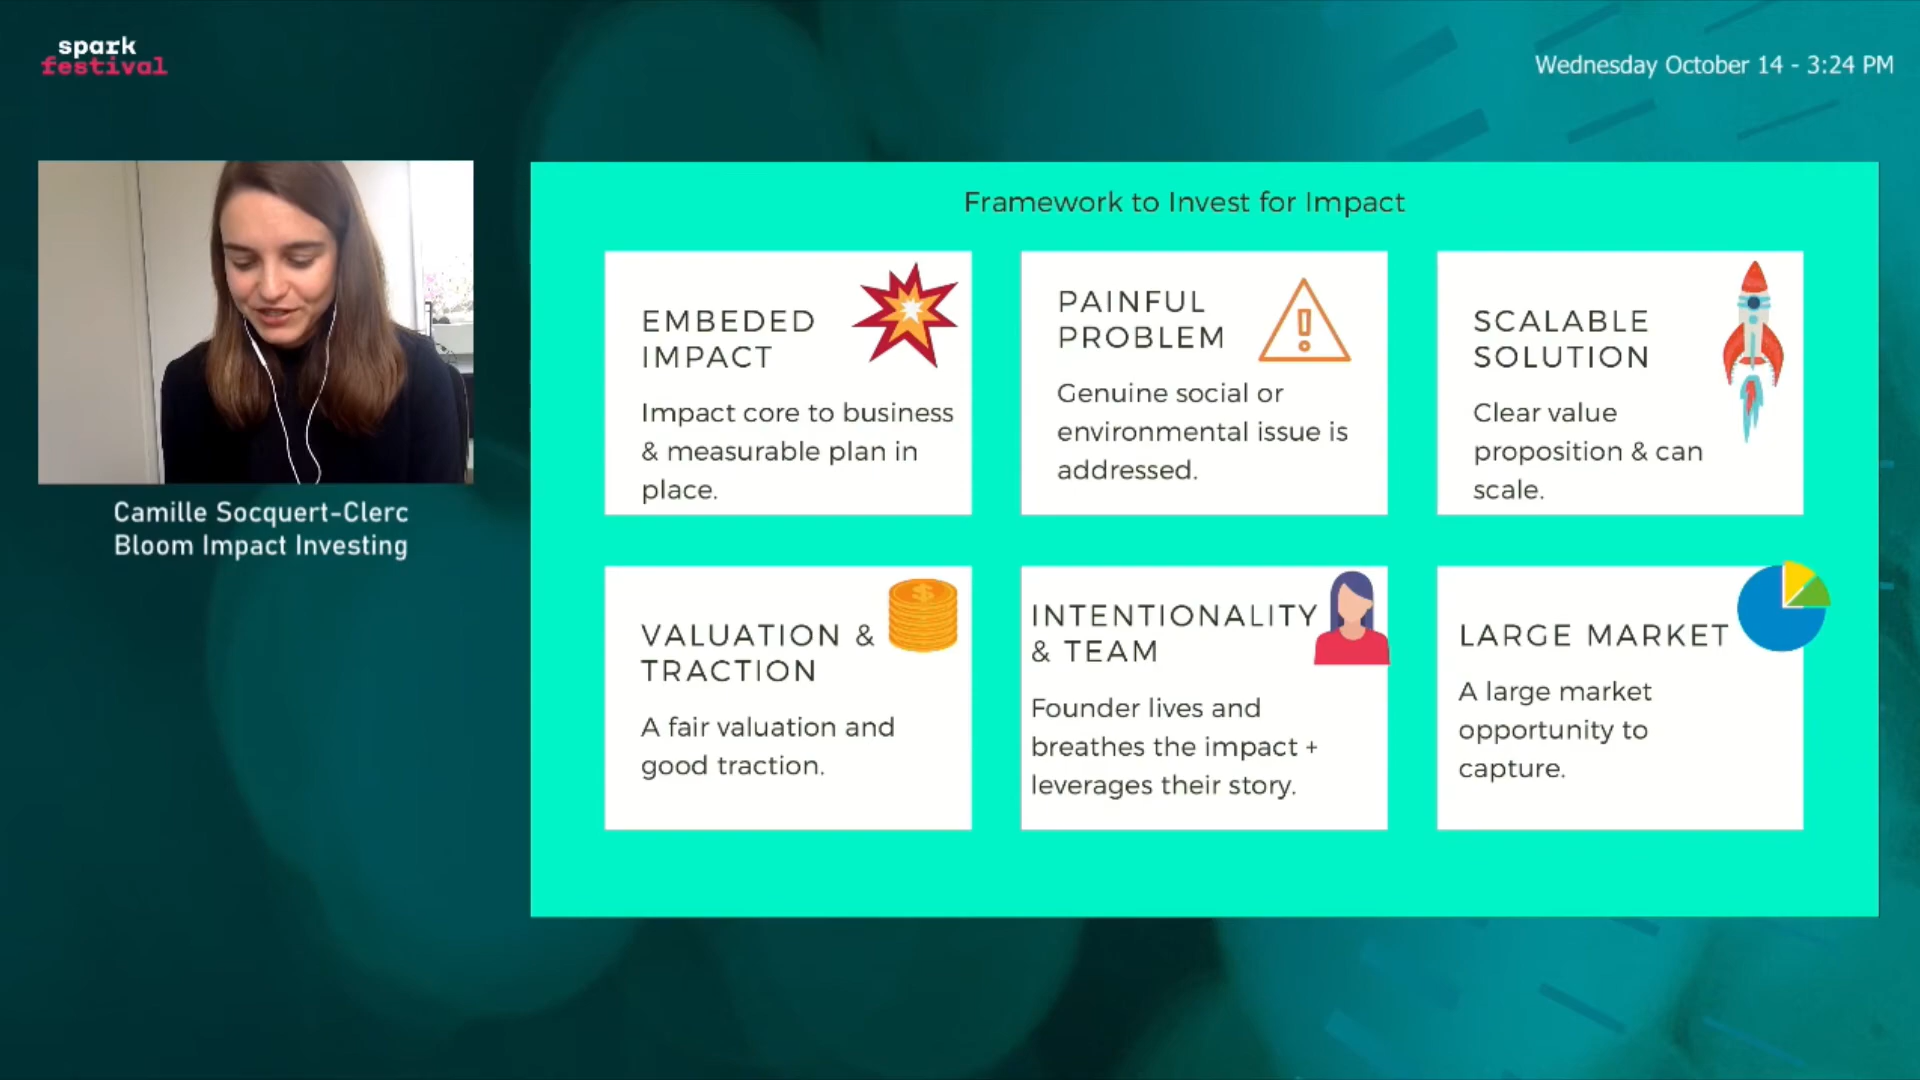 spark
festival
Wednesday October 14 - 3:24 PM
Camille Socquert-Clerc
Bloom Impact Investing
Framework to Invest for Impact
EMBEDED
IMPACT
Impact core to business
& measurable plan in
place.
PAINFUL
PROBLEM
Genuine social or
environmental issue is
addressed.
SCALABLE
SOLUTION
Clear value
proposition & can
scale.
VALUATION &
TRACTION
A fair valuation and
good traction.
INTENTIONALITY
& TEAM
Founder lives and
breathes the impact +
leverages their story.
LARGE MARKET
A large market
opportunity to
capture.